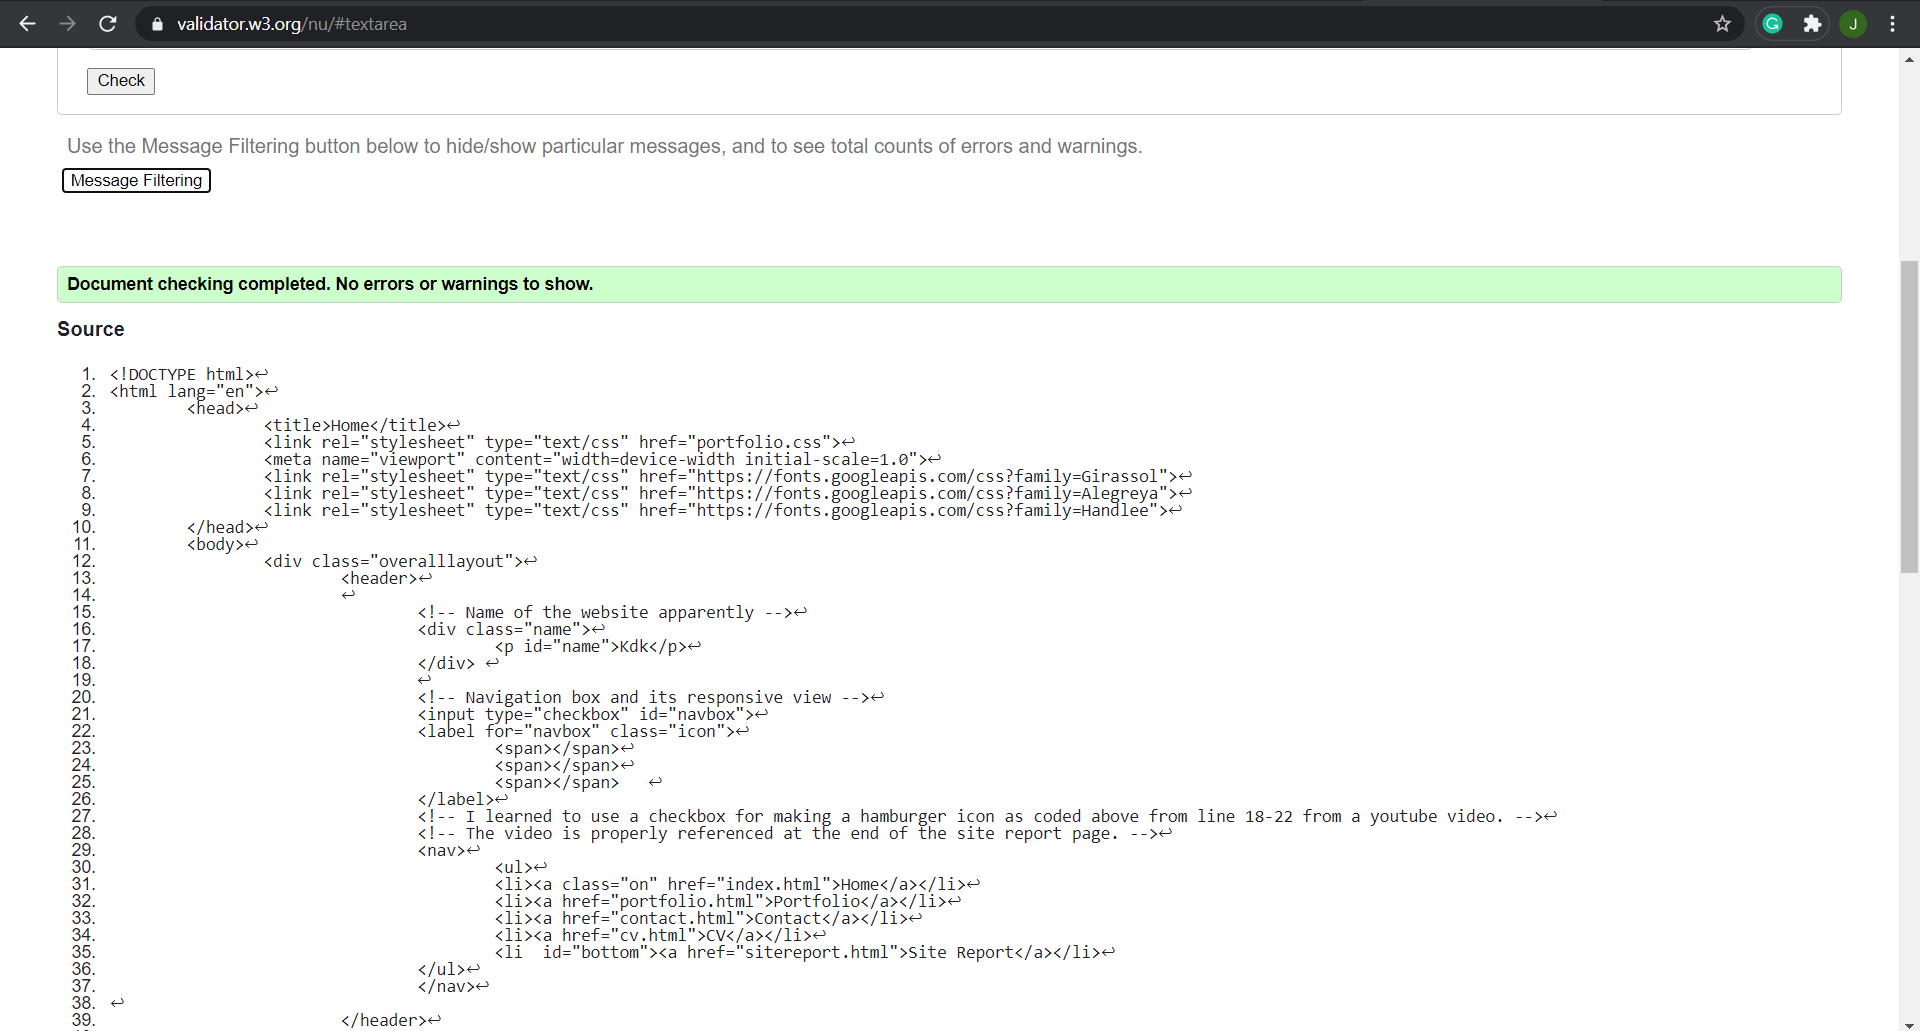 validator.w3.org/nu/#textarea
G
J
Check
Use the Message Filtering button below to hide/show particular messages, and to see total counts of errors and warnings.
Message Filtering
Document checking completed. No errors or warnings to show.
Source
1. <!DOCTYPE html>↩
2. <html lang="en">↩
3. <head>↩
4. <title>Home</title>↩
5. <link rel="stylesheet" type="text/css" href="portfolio.css">↩
6. <meta name="viewport" content="width=device-width initial-scale=1.0">↩
7. <link rel="stylesheet" type="text/css" href="https://fonts.googleapis.com/css?family=Girassol">↩
8. <link rel="stylesheet" type="text/css" href="https://fonts.googleapis.com/css?family=Alegreya">↩
9. <link rel="stylesheet" type="text/css" href="https://fonts.googleapis.com/css?family=Handlee">↩
10. </head>↩
11. <body>↩
12. <div class="overalllayout">↩
13. <header>↩
14. ↩
15. <!-- Name of the website apparently -->↩
16. <div class="name">↩
17. <p id="name">Kdk</p>↩
18. </div> ↩
19. ↩
20. <!-- Navigation box and its responsive view -->↩
21. <input type="checkbox" id="navbox">↩
22. <label for="navbox" class="icon">↩
23. <span></span>↩
24. <span></span>↩
25. <span></span> ↩
26. </label>↩
27. <!-- I learned to use a checkbox for making a hamburger icon as coded above from line 18-22 from a youtube video. -->↩
28. <!-- The video is properly referenced at the end of the site report page. -->↩
29. <nav>↩
30. <ul>↩
31. <li><a class="on" href="index.html">Home</a></li>↩
32. <li><a href="portfolio.html">Portfolio</a></li>↩
33. <li><a href="contact.html">Contact</a></li>↩
34. <li><a href="cv.html">CV</a></li>↩
35. <li  id="bottom"><a href="sitereport.html">Site Report</a></li>↩
36. </ul>↩
37. </nav>↩
38. ↩
39. </header>↩